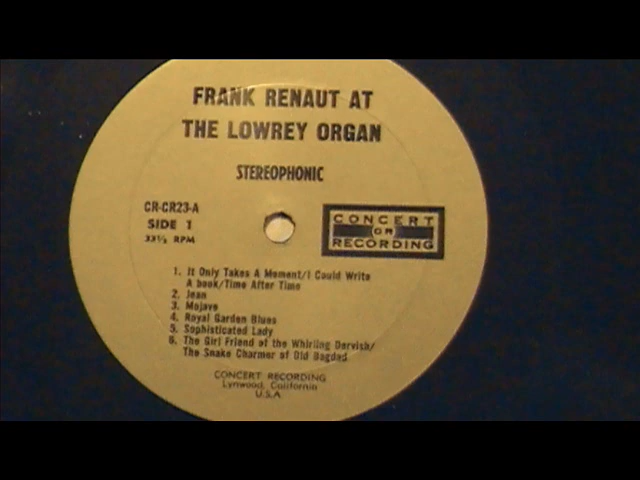 FRANK RENAUT AT
THE LOWREY ORGAN
STEREOPHONIC
CR-CR23-A
SIDE 1
33⅓ RPM
CONCERT
OR
RECORDING
1. It Only Takes A Moment/I Could Write
A book/Time After Time
2. Jean
3. Mojave
4. Royal Garden Blues
5. Sophisticated Lady
6. The Girl Friend of the Whirling Dervish/
The Snake Charmer of Old Bagdad
CONCERT RECORDING
Lynwood, California
U.S.A